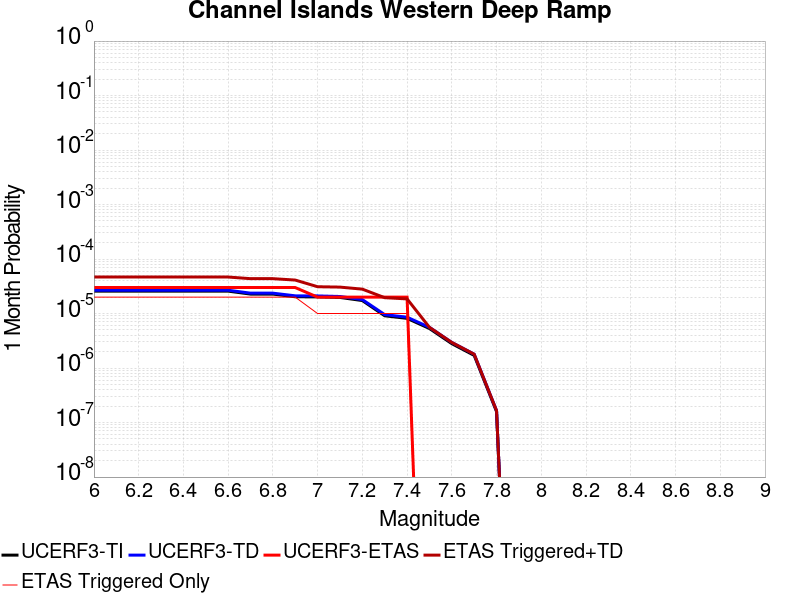 Channel Islands Western Deep Ramp
10^0
10^-1
10^-2
10^-3
10^-4
10^-5
10^-6
10^-7
10^-8
1 Month Probability
6 6.2 6.4 6.6 6.8 7 7.2 7.4 7.6 7.8 8 8.2 8.4 8.6 8.8 9
Magnitude
UCERF3-TI UCERF3-TD UCERF3-ETAS ETAS Triggered+TD
ETAS Triggered Only